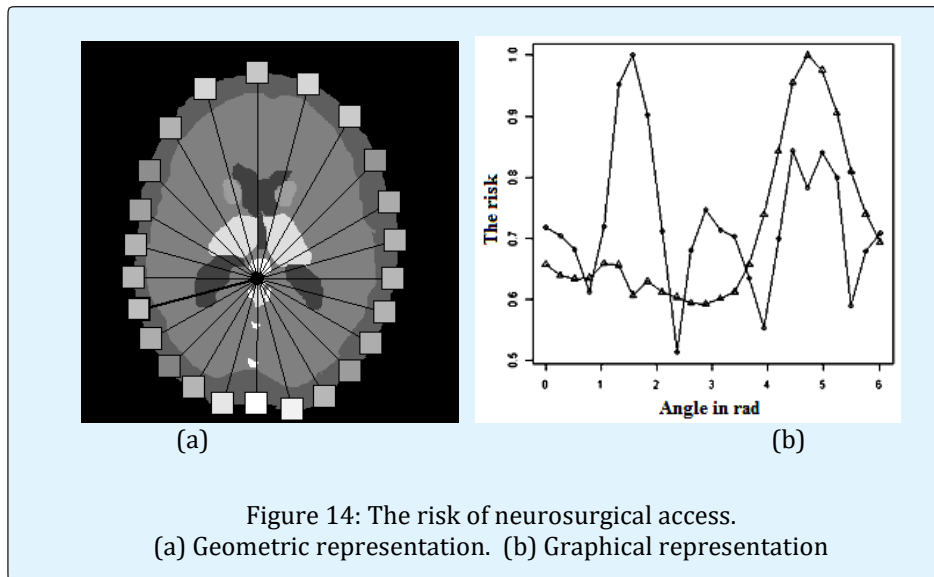 1.0
0.9
0.8
0.7
0.6
0.5
The risk
0 1 2 3 4 5 6
Angle in rad
(a) (b)
Figure 14: The risk of neurosurgical access.
(a) Geometric representation. (b) Graphical representation